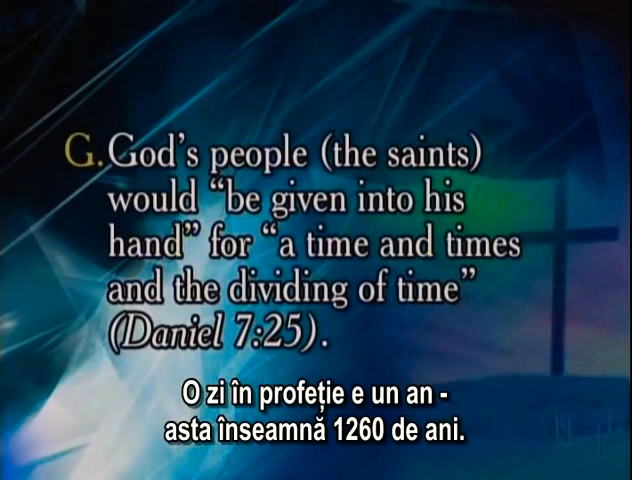 G. God's people (the saints)
would “be given into his
hand” for “a time and times
and the dividing of time”
(Daniel 7:25).
O zi în profeție e un an -
asta înseamnă 1260 de ani.